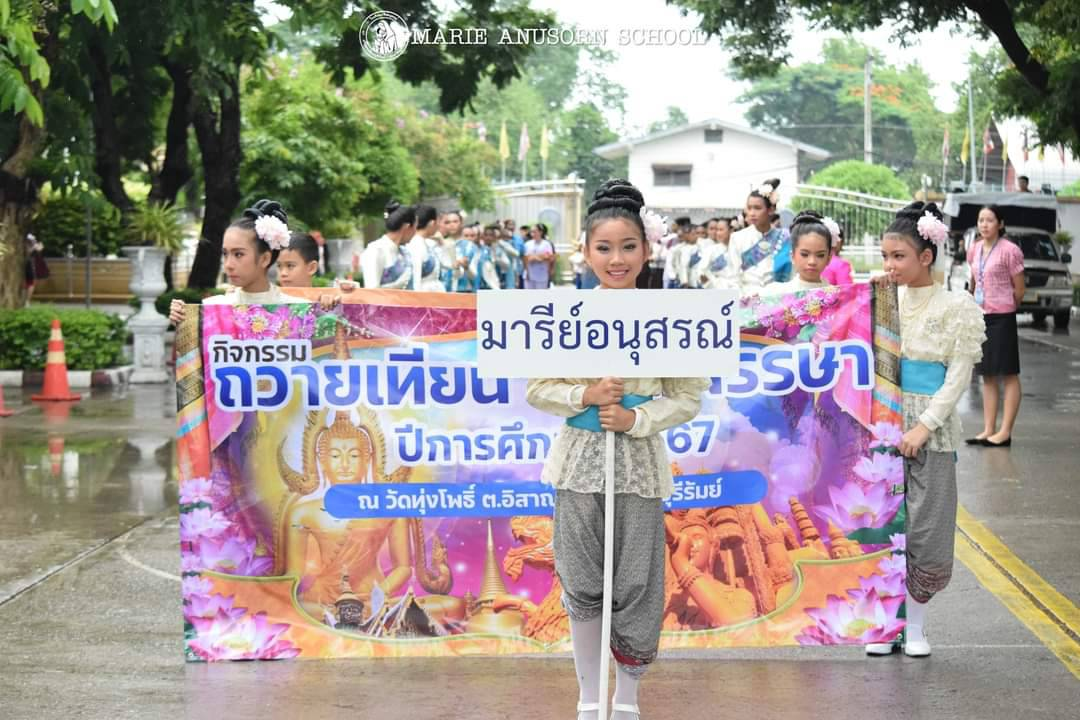 MARIE ANUSORN SCHOOL
มารีย์อนุสรณ์
กิจกรรม
ถวายเทียน รรษา
ปีการศึก 67
ณ วัดทุ่งโพธิ์ ต.อิสาณ รีรัมย์